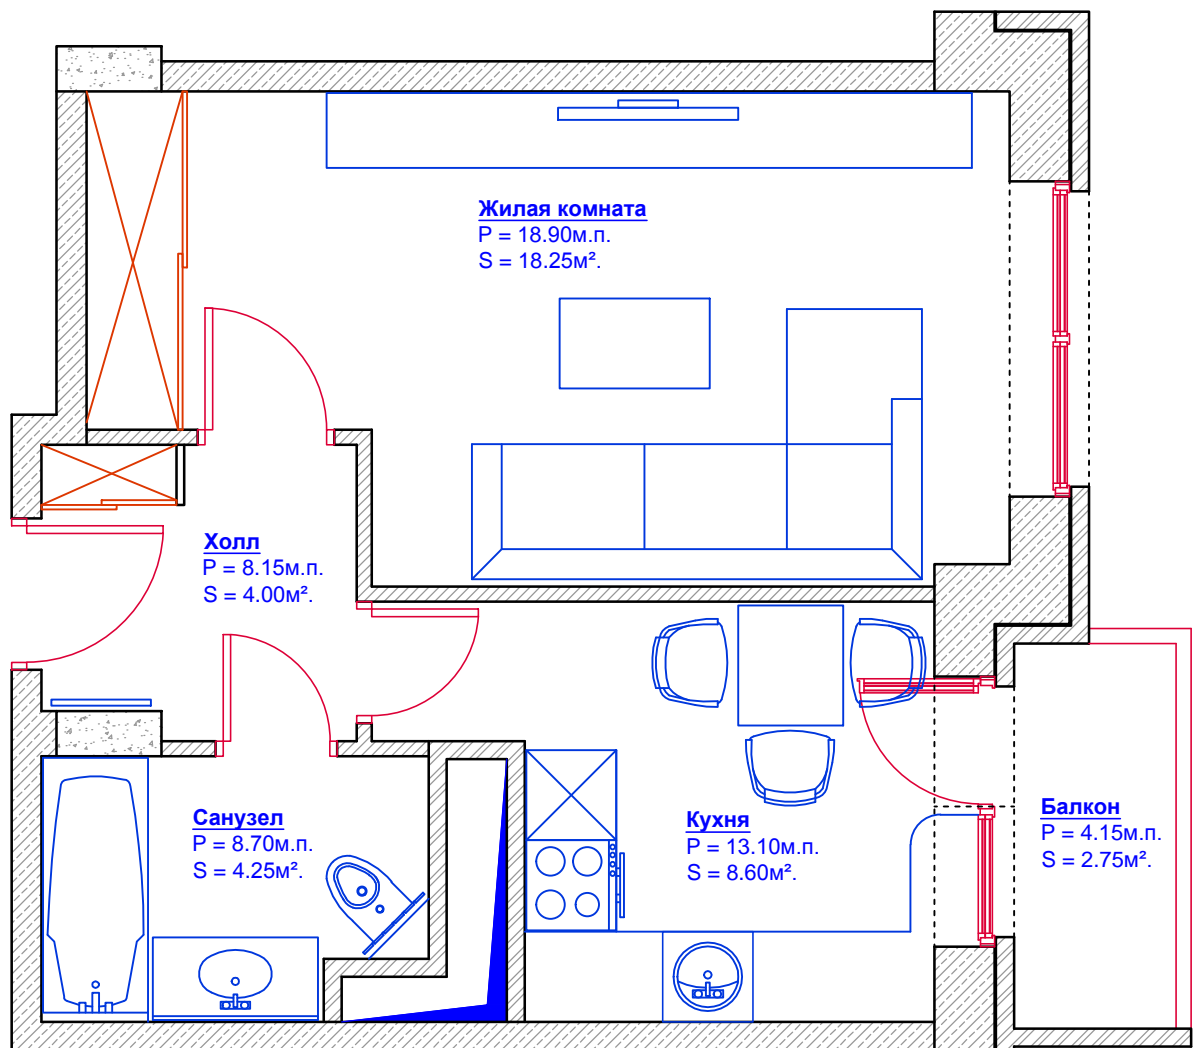 Жилая комната
P = 18.90м.п.
S = 18.25м².
Холл
P = 8.15м.п.
S = 4.00м².
Санузел
P = 8.70м.п.
S = 4.25м².
Кухня
P = 13.10м.п.
S = 8.60м².
Балкон
P = 4.15м.п.
S = 2.75м².